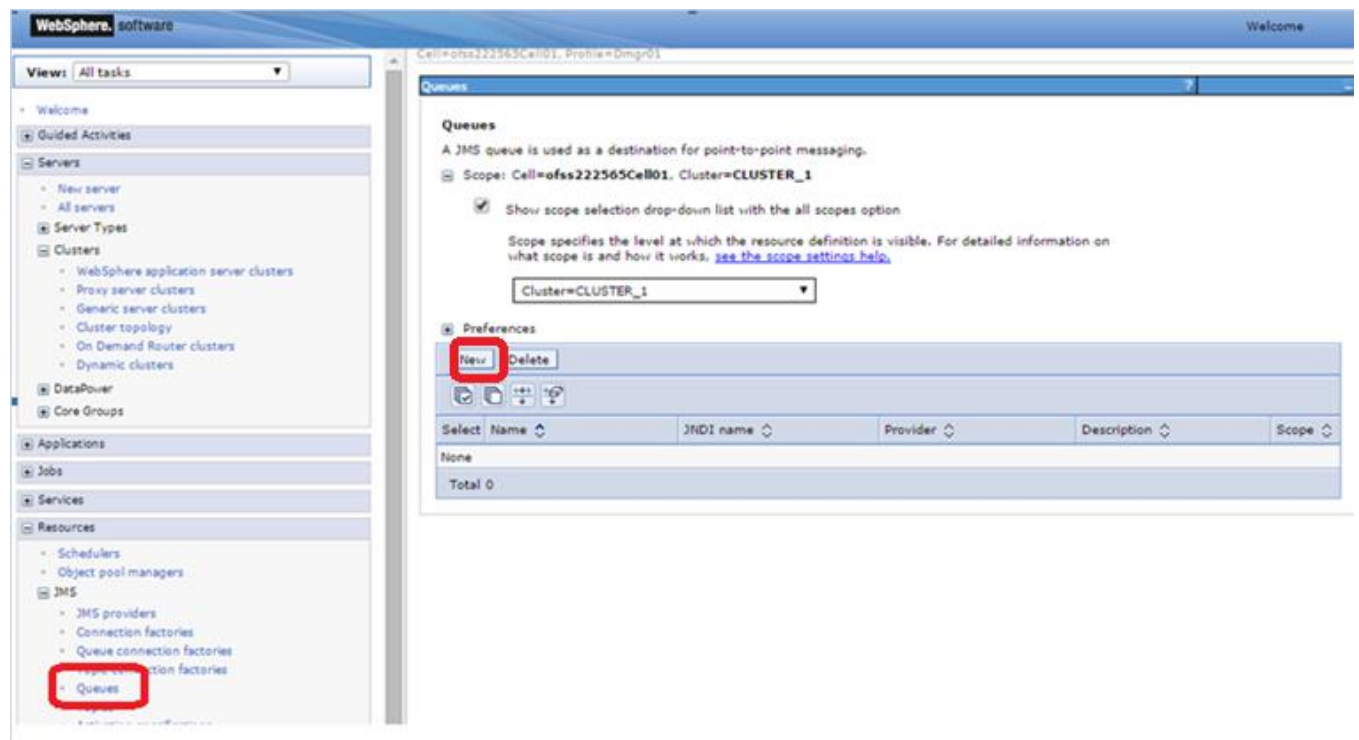 WebSphere. software
Welcome
View: All tasks
Welcome
Guided Activities
Servers
New server
All servers
Server Types
Clusters
WebSphere application server clusters
Proxy server clusters
Generic server clusters
Cluster topology
On Demand Router clusters
Dynamic clusters
DataPower
Core Groups
Applications
Jobs
Services
Resources
Schedulers
Object pool managers
JMS
JMS providers
Connection factories
Queue connection factories
connection factories
Queues
Cell=ofss222565Cell01, Profile=Dmgr01
Queues
?
Queues
A JMS queue is used as a destination for point-to-point messaging.
Scope: Cell=ofss222565Cell01, Cluster=CLUSTER_1
Show scope selection drop-down list with the all scopes option
Scope specifies the level at which the resource definition is visible. For detailed information on
what scope is and how it works, see the scope settings help.
Cluster=CLUSTER_1
Preferences
New Delete
Select Name JNDI name Provider Description Scope
None
Total 0